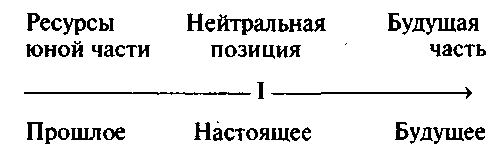 Ресурсы Нейтральная Будущая
юной части позиция часть
I
Прошлое Настоящее Будущее